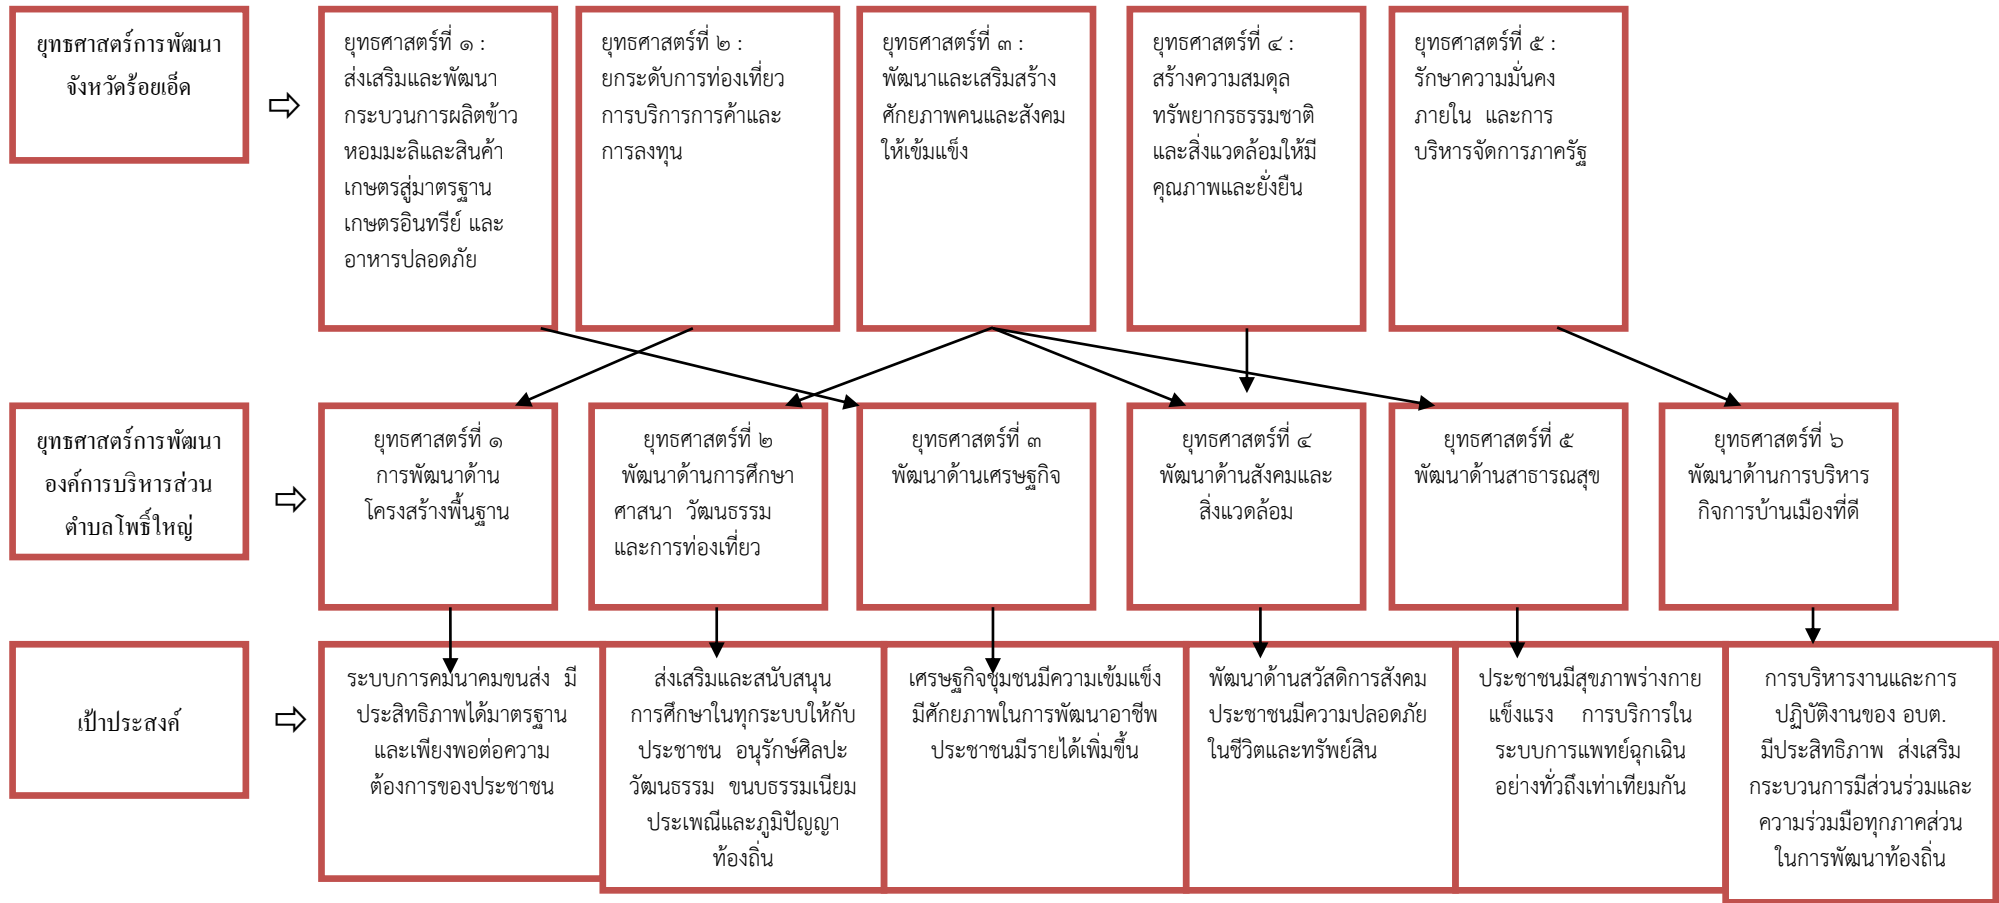 ยุทธศาสตร์การพัฒนา
จังหวัดร้อยเอ็ด
ยุทธศาสตร์ที่ ๑ :
ส่งเสริมและพัฒนา
กระบวนการผลิตข้าว
หอมมะลิและสินค้า
เกษตรสู่มาตรฐาน
เกษตรอินทรีย์ และ
อาหารปลอดภัย
ยุทธศาสตร์ที่ ๒ :
ยกระดับการท่องเที่ยว
การบริการการค้าและ
การลงทุน
ยุทธศาสตร์ที่ ๓ :
พัฒนาและเสริมสร้าง
ศักยภาพคนและสังคม
ให้เข้มแข็ง
ยุทธศาสตร์ที่ ๔ :
สร้างความสมดุล
ทรัพยากรธรรมชาติ
และสิ่งแวดล้อมให้มี
คุณภาพและยั่งยืน
ยุทธศาสตร์ที่ ๕ :
รักษาความมั่นคง
ภายใน และการ
บริหารจัดการภาครัฐ
ยุทธศาสตร์การพัฒนา
องค์การบริหารส่วน
ตำบลโพธิ์ใหญ่
ยุทธศาสตร์ที่ ๑
การพัฒนาด้าน
โครงสร้างพื้นฐาน
ยุทธศาสตร์ที่ ๒
พัฒนาด้านการศึกษา
ศาสนา วัฒนธรรม
และการท่องเที่ยว
ยุทธศาสตร์ที่ ๓
พัฒนาด้านเศรษฐกิจ
ยุทธศาสตร์ที่ ๔
พัฒนาด้านสังคมและ
สิ่งแวดล้อม
ยุทธศาสตร์ที่ ๕
พัฒนาด้านสาธารณสุข
ยุทธศาสตร์ที่ ๖
พัฒนาด้านการบริหาร
กิจการบ้านเมืองที่ดี
เป้าประสงค์
ระบบการคมนาคมขนส่ง มี
ประสิทธิภาพได้มาตรฐาน
และเพียงพอต่อความ
ต้องการของประชาชน
ส่งเสริมและสนับสนุน
การศึกษาในทุกระบบให้กับ
ประชาชน อนุรักษ์ศิลปะ
วัฒนธรรม ขนบธรรมเนียม
ประเพณีและภูมิปัญญา
ท้องถิ่น
เศรษฐกิจชุมชนมีความเข้มแข็ง
มีศักยภาพในการพัฒนาอาชีพ
ประชาชนมีรายได้เพิ่มขึ้น
พัฒนาด้านสวัสดิการสังคม
ประชาชนมีความปลอดภัย
ในชีวิตและทรัพย์สิน
ประชาชนมีสุขภาพร่างกาย
แข็งแรง การบริการใน
ระบบการแพทย์ฉุกเฉิน
อย่างทั่วถึงเท่าเทียมกัน
การบริหารงานและการ
ปฏิบัติงานของ อบต.
มีประสิทธิภาพ ส่งเสริม
กระบวนการมีส่วนร่วมและ
ความร่วมมือทุกภาคส่วน
ในการพัฒนาท้องถิ่น